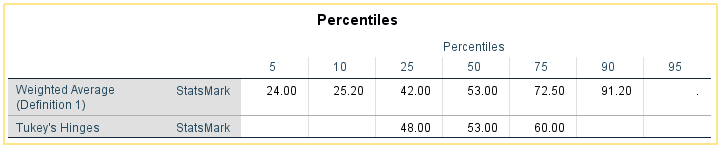 Percentiles
Percentiles
5 10 25 50 75 90 95
Weighted Average (Definition 1) StatsMark 24.00 25.20 42.00 53.00 72.50 91.20 .
Tukey's Hinges StatsMark 48.00 53.00 60.00